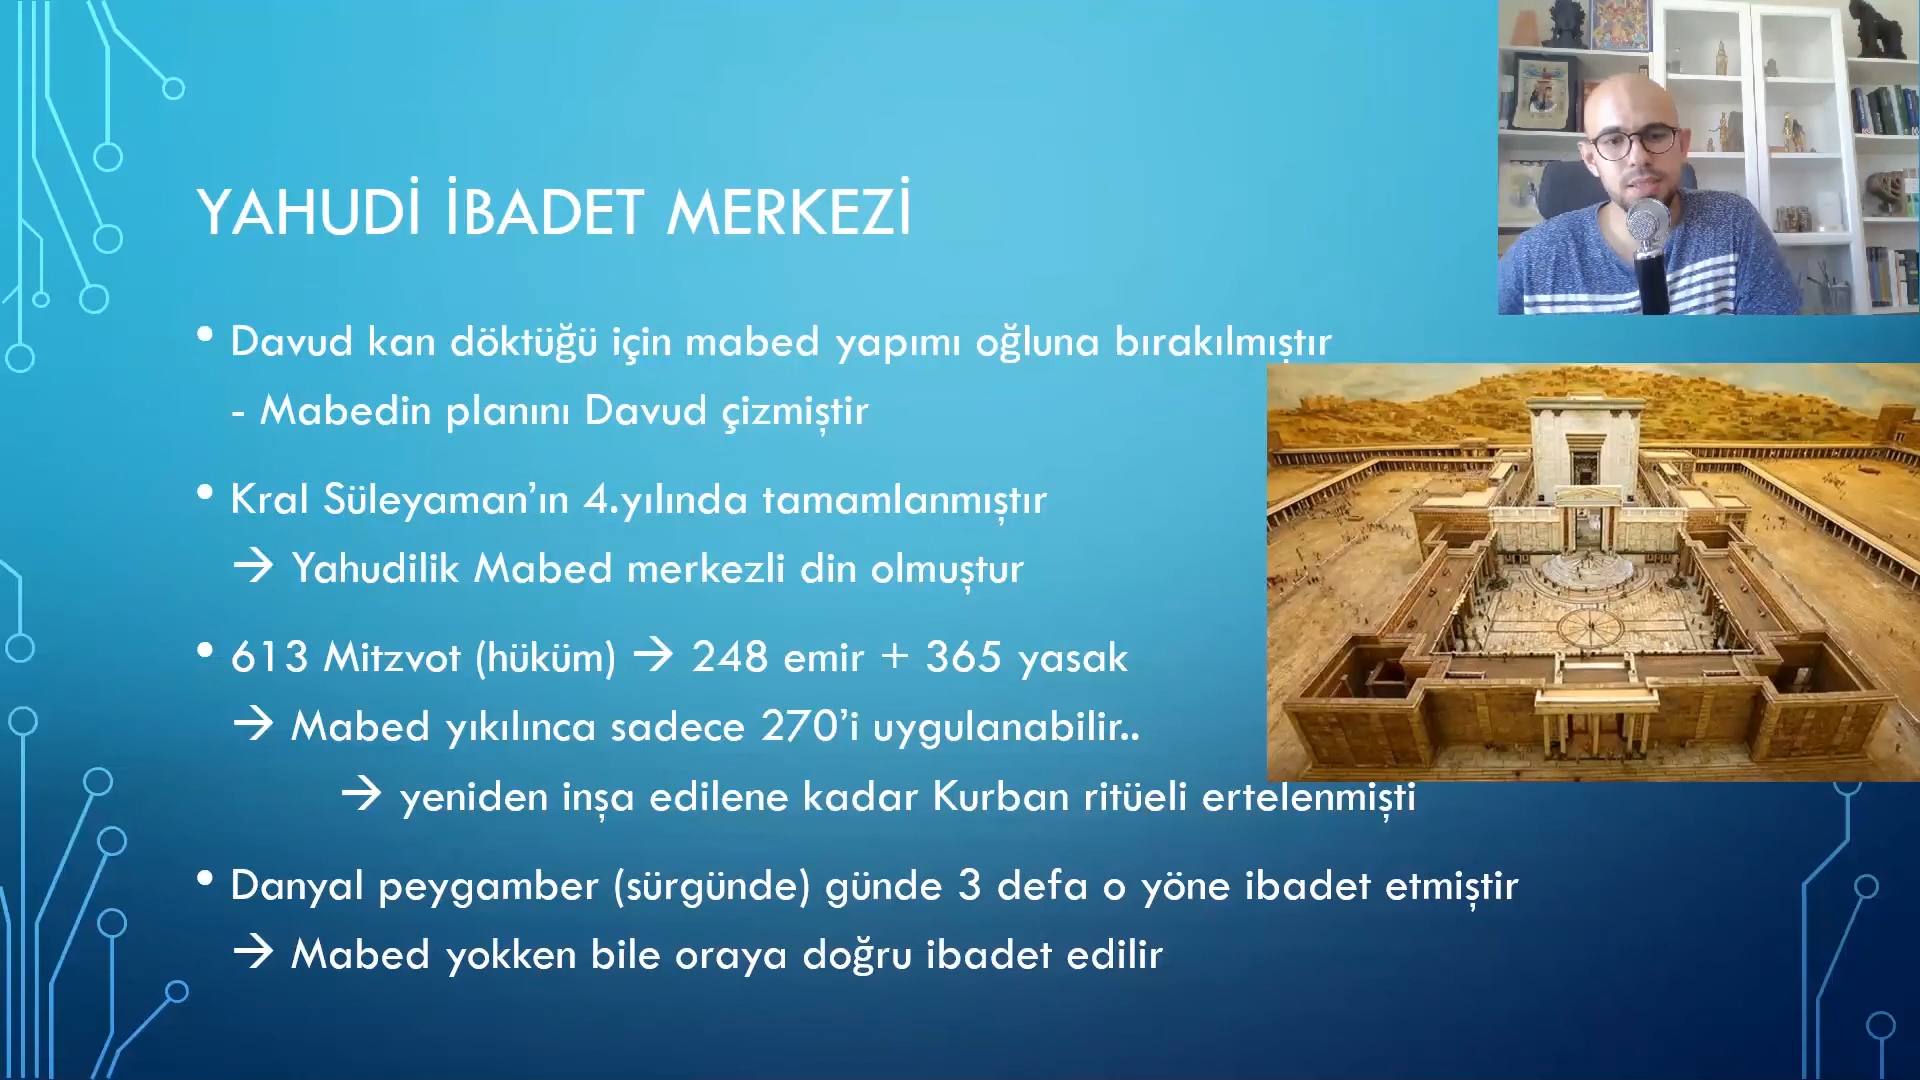 YAHUDİ İBADET MERKEZİ
• Davud kan döktüğü için mabed yapımı oğluna bırakılmıştır
- Mabedin planını Davud çizmiştir
• Kral Süleyaman’ın 4.yılında tamamlanmıştır
→ Yahudilik Mabed merkezli din olmuştur
• 613 Mitzvot (hüküm) → 248 emir + 365 yasak
→ Mabed yıkılınca sadece 270’i uygulanabilir..
→ yeniden inşa edilene kadar Kurban ritüeli ertelenmişti
• Danyal peygamber (sürgünde) günde 3 defa o yöne ibadet etmiştir
→ Mabed yokken bile oraya doğru ibadet edilir